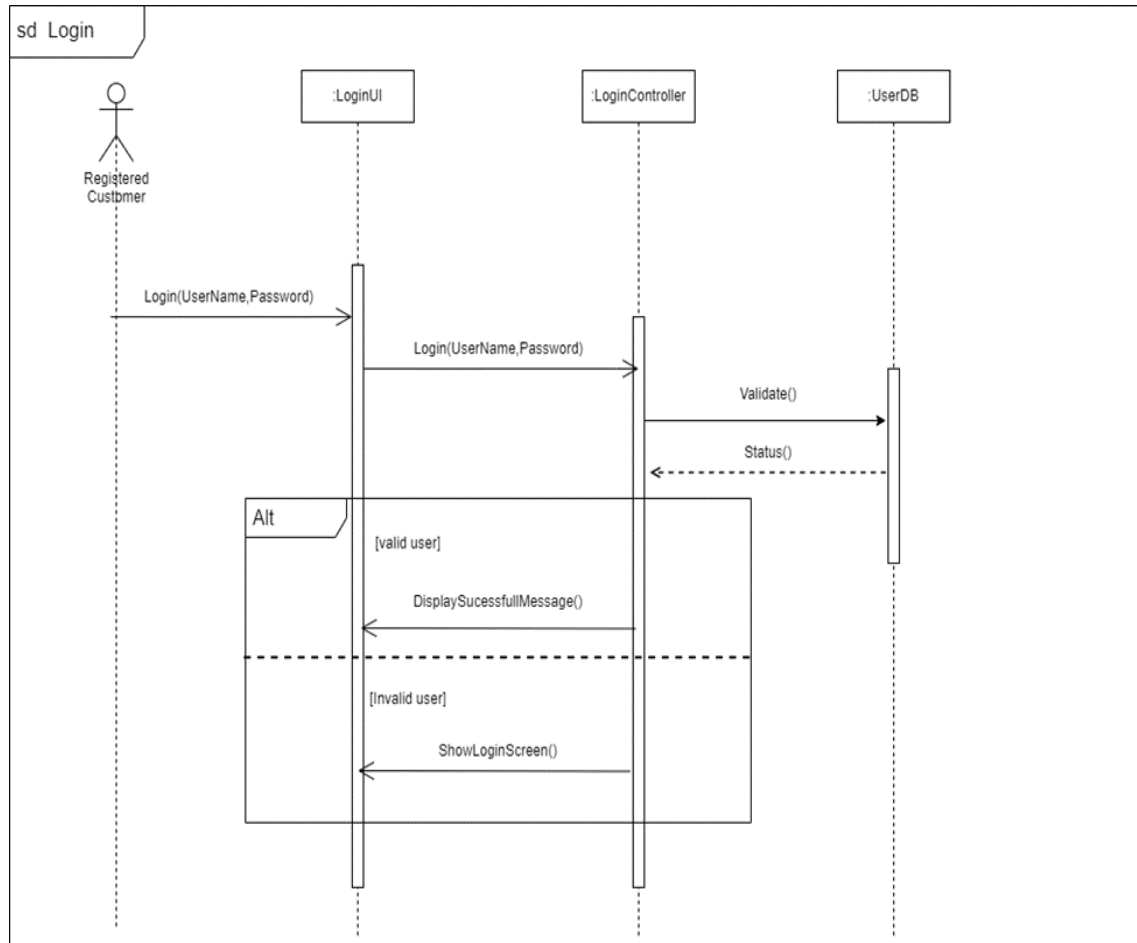 sd Login
:LoginUI
:LoginController
:UserDB
Registered
Customer
Login(UserName,Password)
Login(UserName,Password)
Validate()
Status()
Alt
[valid user]
DisplaySucessfullMessage()
[Invalid user]
ShowLoginScreen()